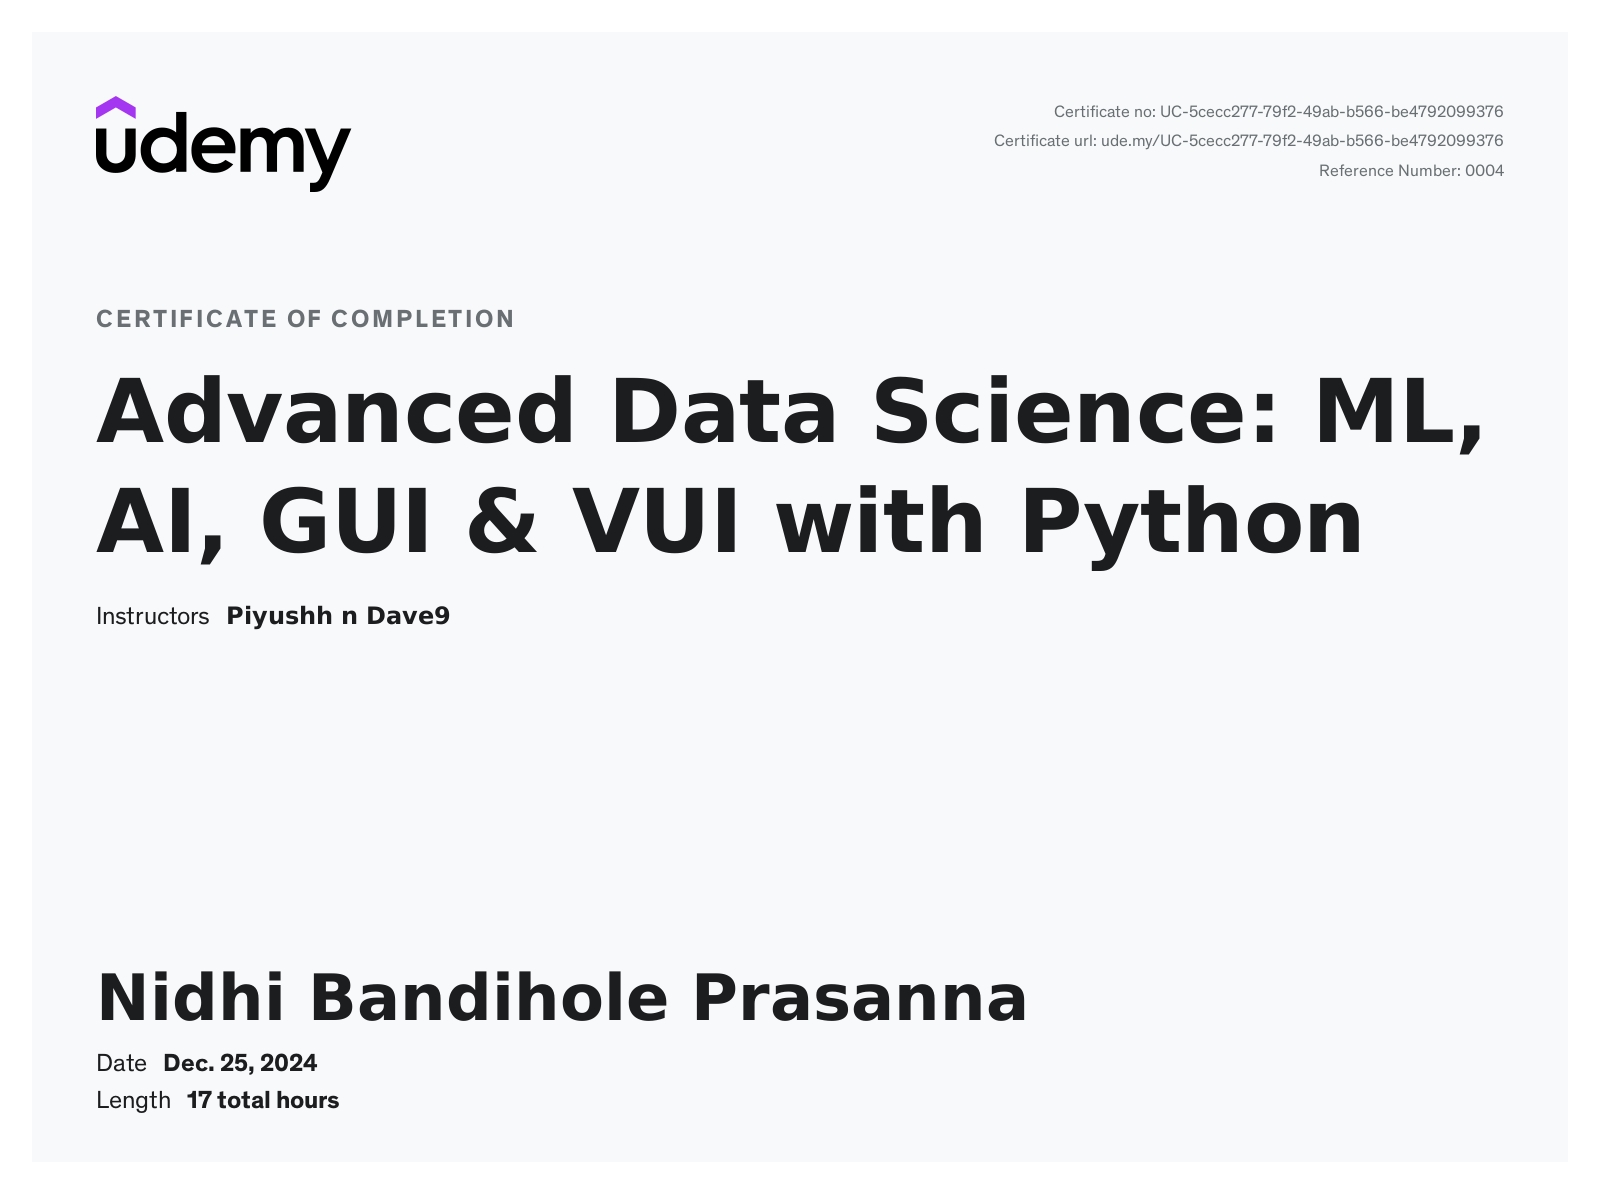 udemy
Certificate no: UC-5cecc277-79f2-49ab-b566-be4792099376
Certificate url: ude.my/UC-5cecc277-79f2-49ab-b566-be4792099376
Reference Number: 0004
CERTIFICATE OF COMPLETION
Advanced Data Science: ML,
AI, GUI & VUI with Python
Instructors Piyushh n Dave9
Nidhi Bandihole Prasanna
Date Dec. 25, 2024
Length 17 total hours